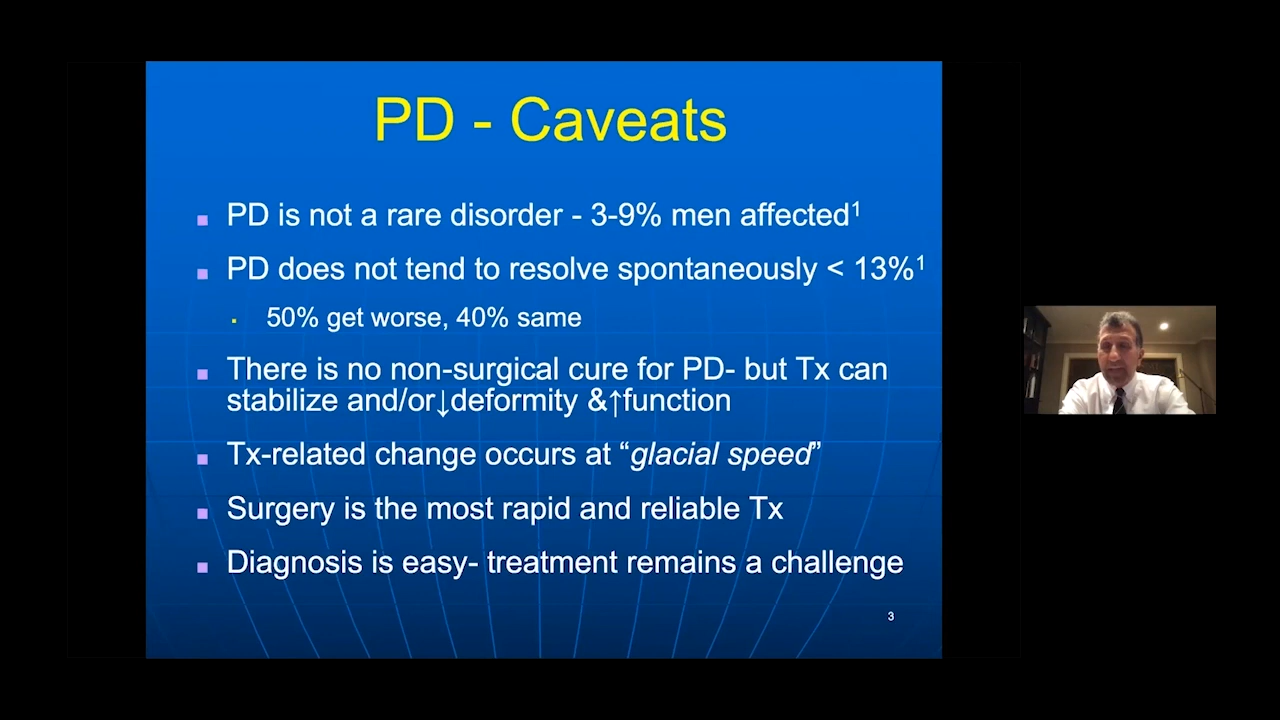 PD - Caveats
PD is not a rare disorder - 3-9% men affected¹
PD does not tend to resolve spontaneously < 13%¹
50% get worse, 40% same
There is no non-surgical cure for PD- but Tx can
stabilize and/or↓deformity &↑function
Tx-related change occurs at “glacial speed”
Surgery is the most rapid and reliable Tx
Diagnosis is easy- treatment remains a challenge
3